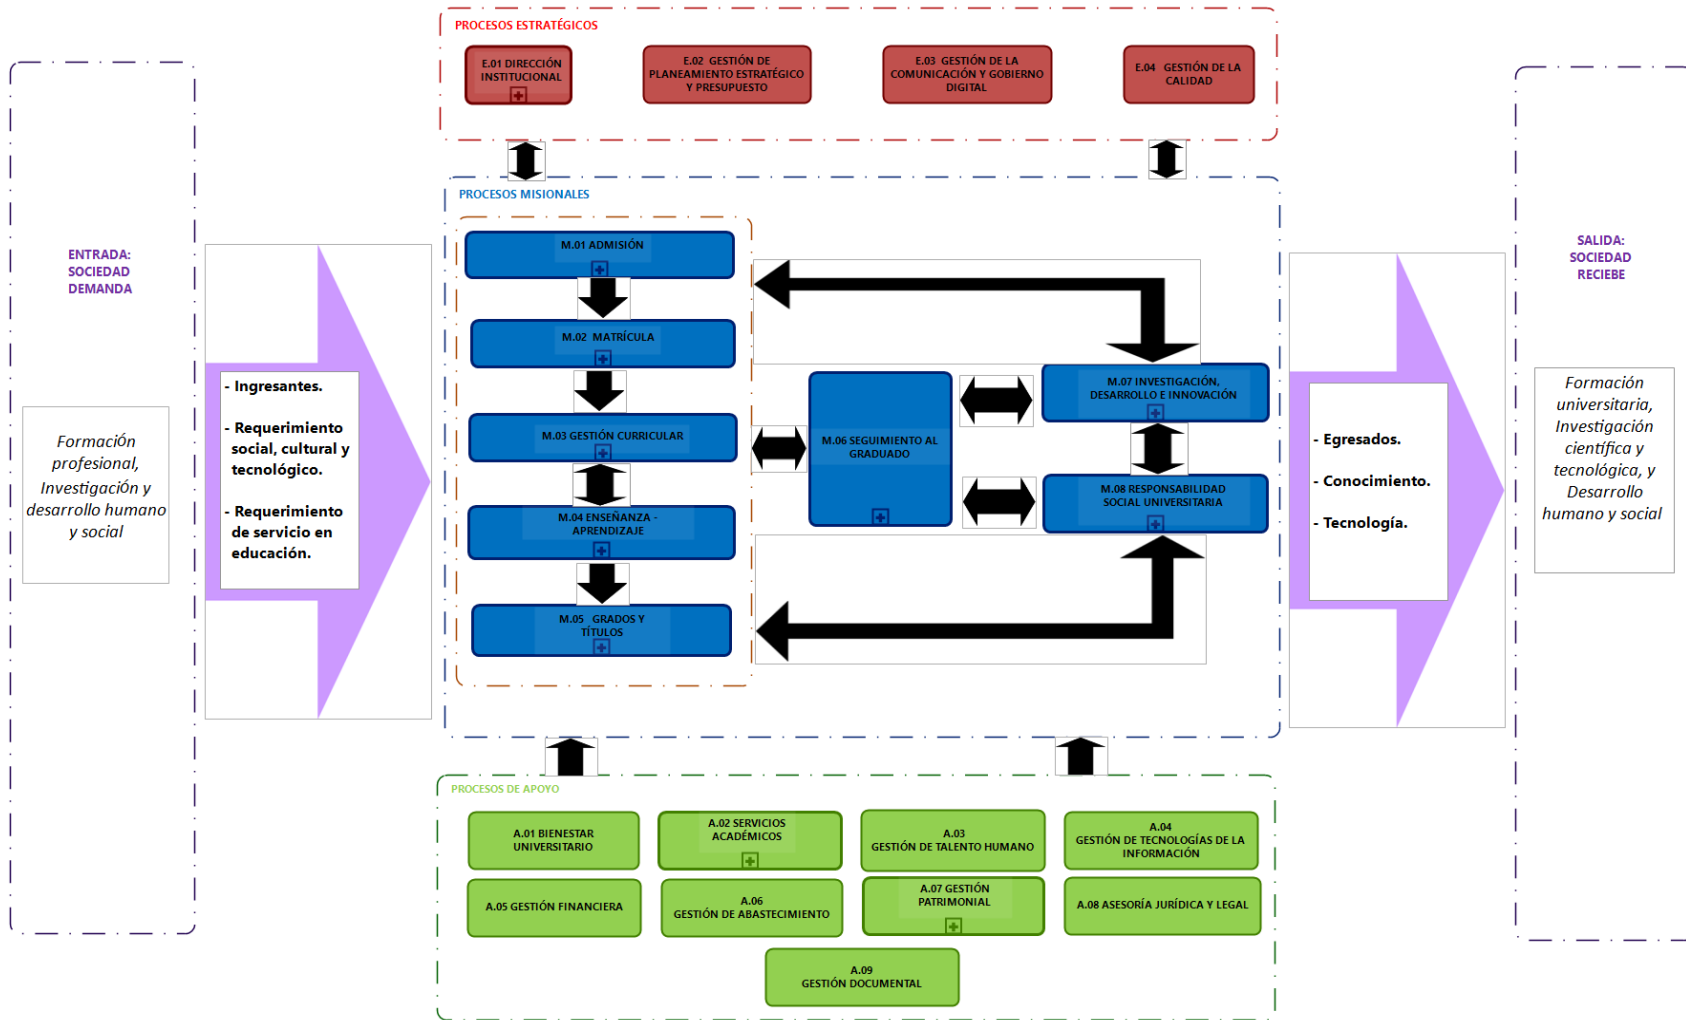 PROCESOS ESTRATÉGICOS
E.01 DIRECCIÓN
INSTITUCIONAL
E.02 GESTIÓN DE
PLANEAMIENTO ESTRATÉGICO
Y PRESUPUESTO
E.03 GESTIÓN DE LA
COMUNICACIÓN Y GOBIERNO
DIGITAL
E.04 GESTIÓN DE LA
CALIDAD
ENTRADA:
SOCIEDAD
DEMANDA
Formación
profesional,
Investigación y
desarrollo humano
y social
- Ingresantes.
- Requerimiento
social, cultural y
tecnológico.
- Requerimiento
de servicio en
educación.
PROCESOS MISIONALES
M.01 ADMISIÓN
M.02 MATRÍCULA
M.03 GESTIÓN CURRICULAR
M.04 ENSEÑANZA -
APRENDIZAJE
M.05 GRADOS Y
TÍTULOS
M.06 SEGUIMIENTO AL
GRADUADO
M.07 INVESTIGACIÓN,
DESARROLLO E INNOVACIÓN
M.08 RESPONSABILIDAD
SOCIAL UNIVERSITARIA
- Egresados.
- Conocimiento.
- Tecnología.
SALIDA:
SOCIEDAD
RECIEBE
Formación
universitaria,
Investigación
científica y
tecnológica, y
Desarrollo
humano y social
PROCESOS DE APOYO
A.01 BIENESTAR
UNIVERSITARIO
A.02 SERVICIOS
ACADÉMICOS
A.03
GESTIÓN DE TALENTO HUMANO
A.04
GESTIÓN DE TECNOLOGÍAS DE LA
INFORMACIÓN
A.05 GESTIÓN FINANCIERA
A.06
GESTIÓN DE ABASTECIMIENTO
A.07 GESTIÓN
PATRIMONIAL
A.08 ASESORÍA JURÍDICA Y LEGAL
A.09
GESTIÓN DOCUMENTAL